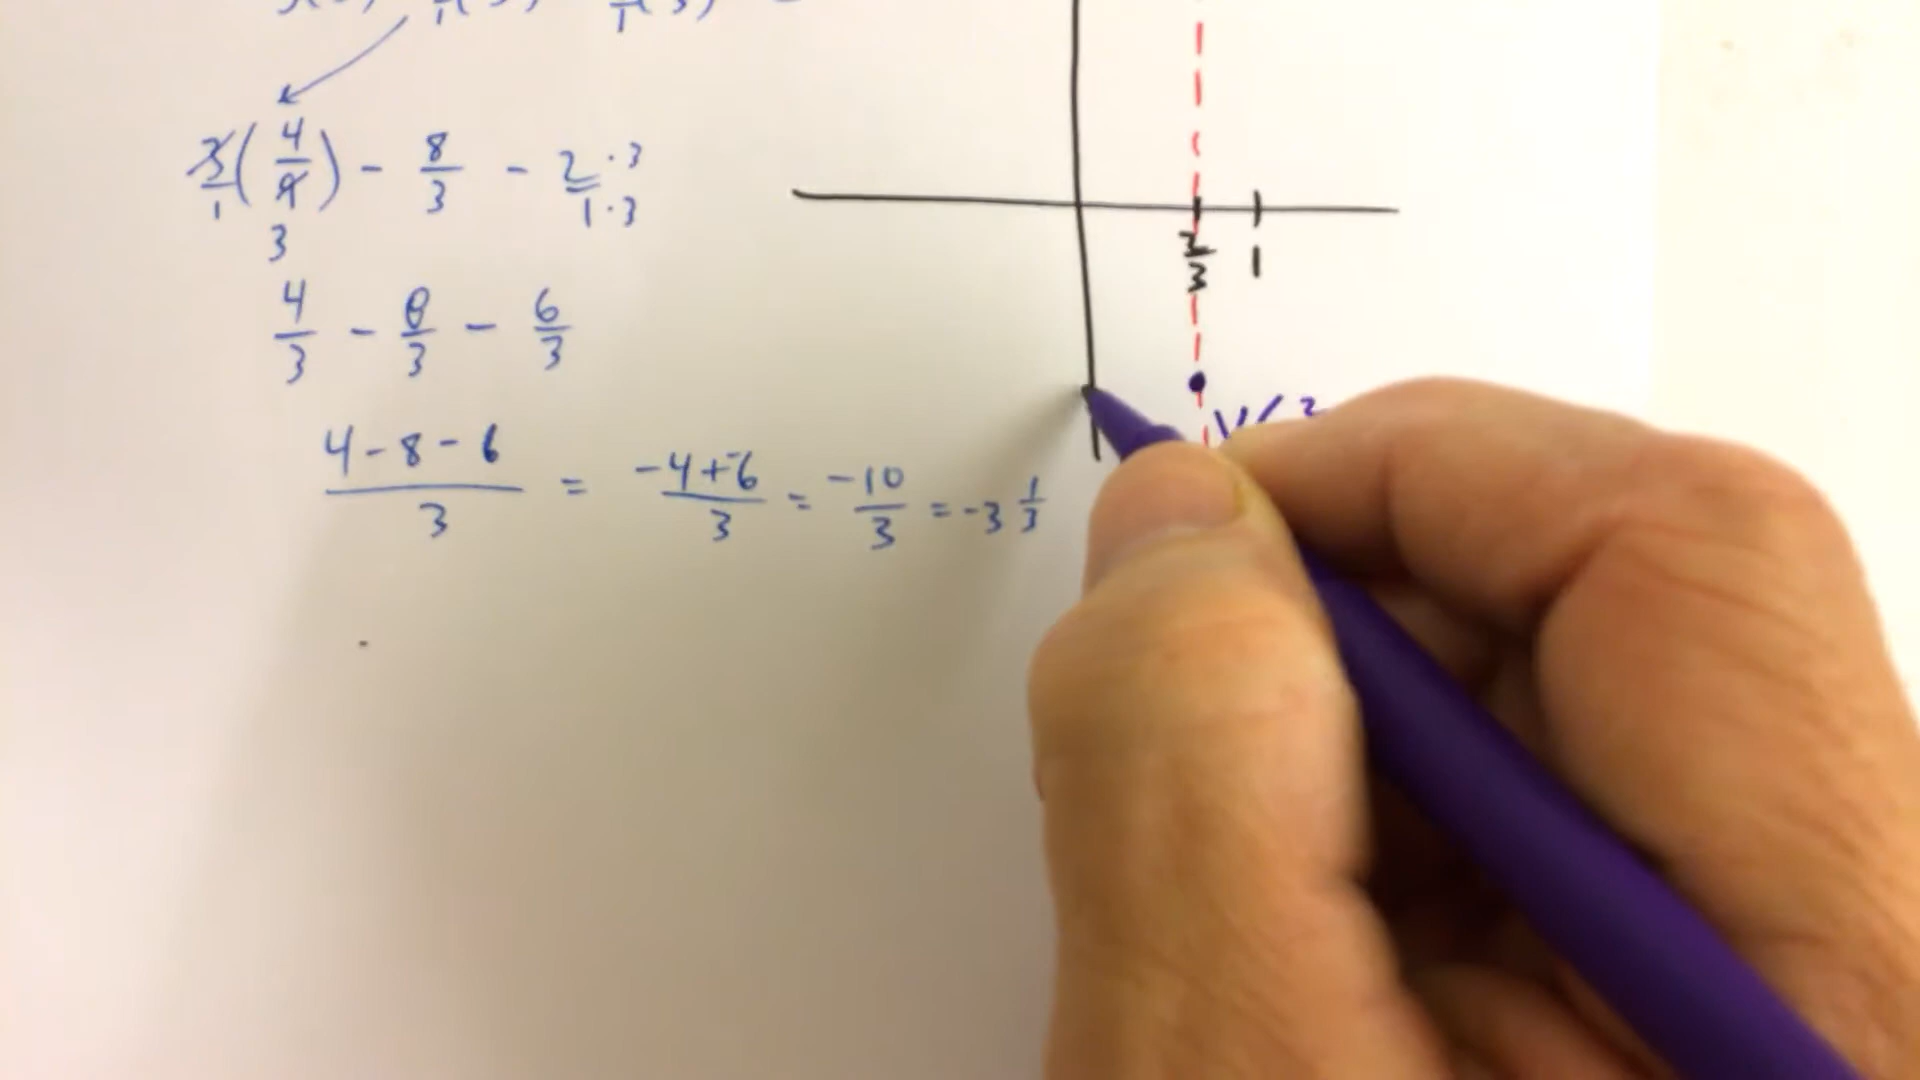 3/1 ( 4/9 ) - 8/3 - 2·3/1·3
3
4/3 - 8/3 - 6/3
(4-8-6)/3 = (-4+-6)/3 = -10/3 = -3 1/3
2/3
1
V(2